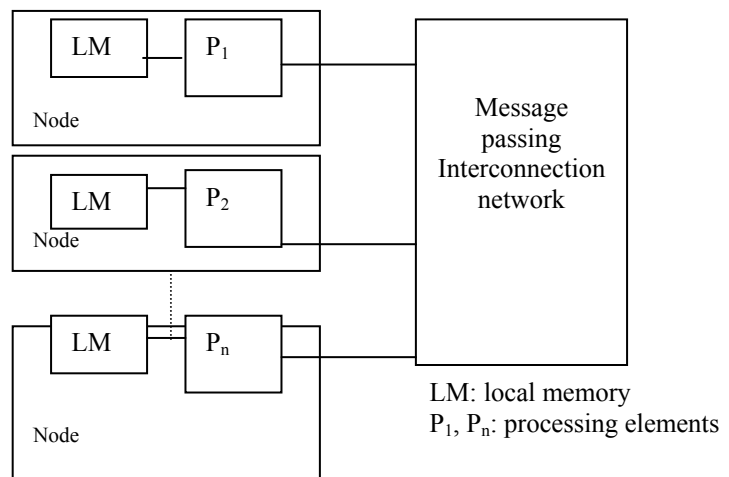 LM
P₁
Node
LM
P₂
Node
LM
Pₙ
Node
Message
passing
Interconnection
network
LM: local memory
P₁, Pₙ: processing elements